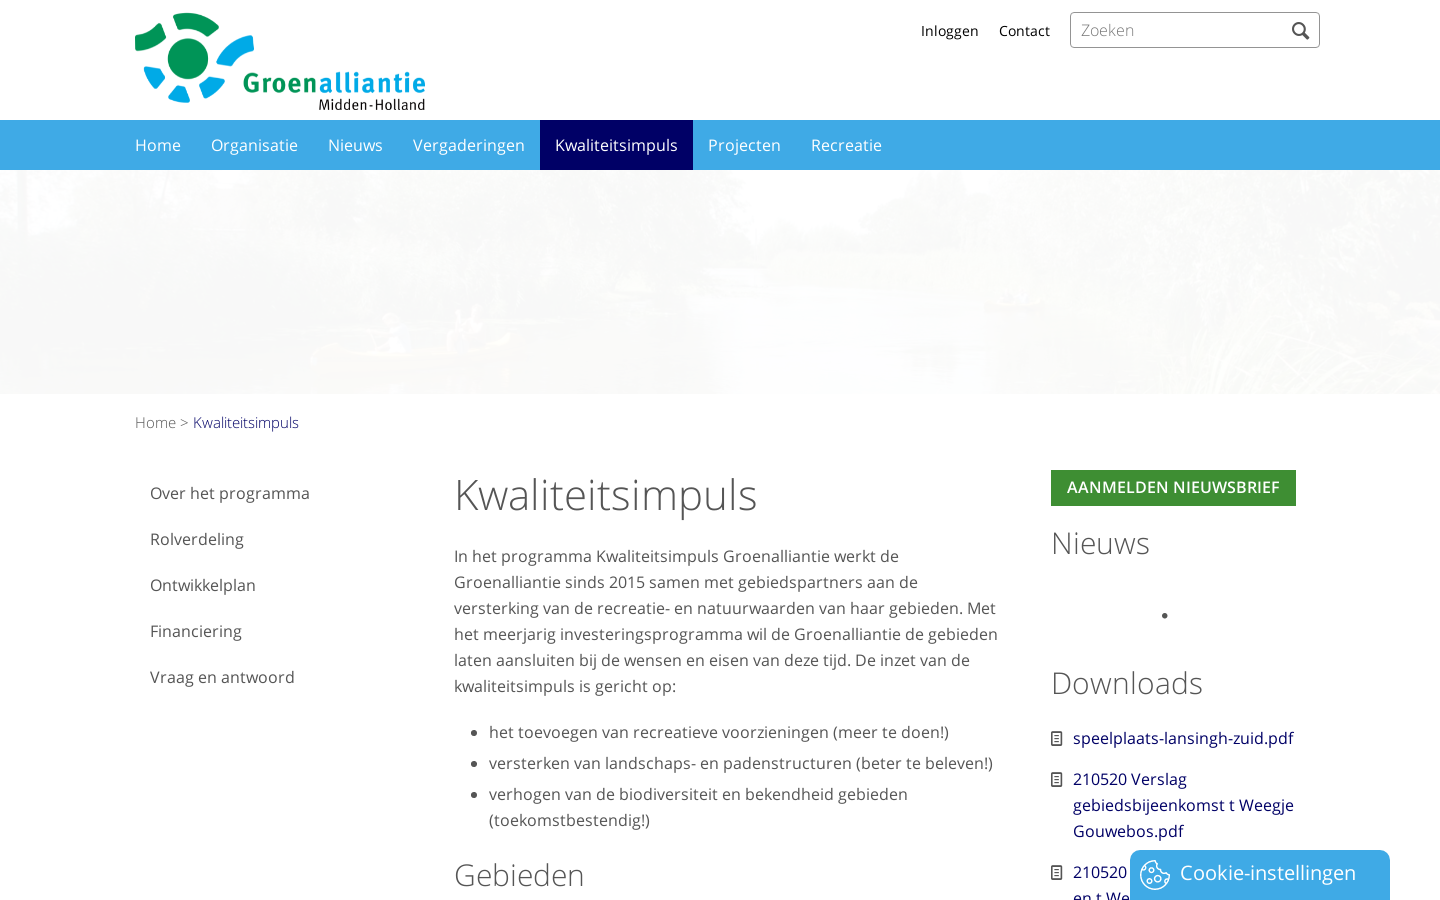 Groenalliantie
Midden-Holland
Inloggen
Contact
Zoeken
Home
Organisatie
Nieuws
Vergaderingen
Kwaliteitsimpuls
Projecten
Recreatie
Home > Kwaliteitsimpuls
Over het programma
Rolverdeling
Ontwikkelplan
Financiering
Vraag en antwoord
Kwaliteitsimpuls
In het programma Kwaliteitsimpuls Groenalliantie werkt de
Groenalliantie sinds 2015 samen met gebiedspartners aan de
versterking van de recreatie- en natuurwaarden van haar gebieden. Met
het meerjarig investeringsprogramma wil de Groenalliantie de gebieden
laten aansluiten bij de wensen en eisen van deze tijd. De inzet van de
kwaliteitsimpuls is gericht op:
• het toevoegen van recreatieve voorzieningen (meer te doen!)
• versterken van landschaps- en padenstructuren (beter te beleven!)
• verhogen van de biodiversiteit en bekendheid gebieden
(toekomstbestendig!)
Gebieden
AANMELDEN NIEUWSBRIEF
Nieuws
Downloads
speelplaats-lansingh-zuid.pdf
210520 Verslag
gebiedsbijeenkomst t Weegje
Gouwebos.pdf
210520
en t We
Cookie-instellingen